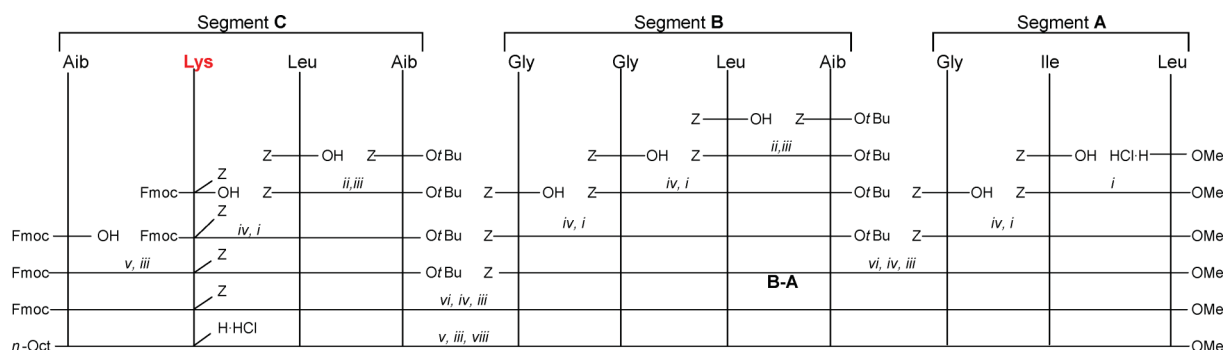 Segment C Segment B Segment A
Aib Lys Leu Aib Gly Gly Leu Aib Gly Ile Leu
Z OH Z OtBu
Z OH Z OtBu Z OH Z ii,iii OtBu Z OH HCl·H OMe
Z
Fmoc OH Z ii,iii OtBu Z OH Z iv, i OtBu Z OH Z i OMe
Z
Fmoc OH Fmoc iv, i OtBu Z iv, i OtBu Z iv, i OMe
v, iii Z vi, iv, iii
Fmoc OtBu Z B-A OMe
Z vi, iv, iii
Fmoc OMe
H·HCl v, iii, viii
n-Oct OMe